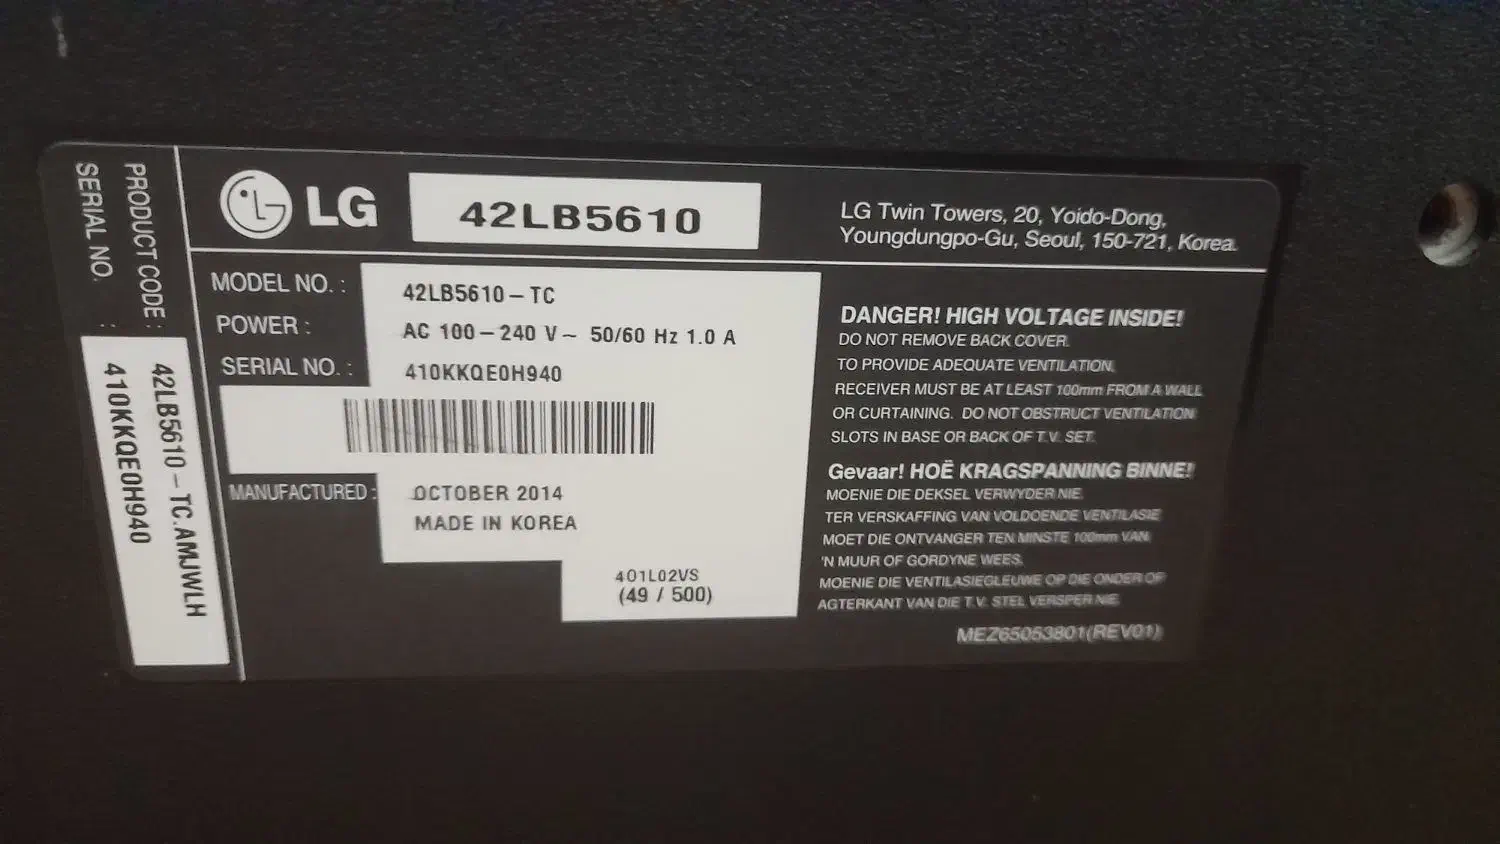 PRODUCT CODE : 42LB5610-TC.AMJWLH
SERIAL NO. : 410KKQE0H940
LG
42LB5610
LG Twin Towers, 20, Yoido-Dong,
Youngdungpo-Gu, Seoul, 150-721, Korea.
MODEL NO. : 42LB5610-TC
POWER : AC 100-240 V~ 50/60 Hz 1.0 A
SERIAL NO. : 410KKQE0H940
MANUFACTURED : OCTOBER 2014
MADE IN KOREA
401L02VS
(49 / 500)
DANGER! HIGH VOLTAGE INSIDE!
DO NOT REMOVE BACK COVER.
TO PROVIDE ADEQUATE VENTILATION,
RECEIVER MUST BE AT LEAST 100mm FROM A WALL
OR CURTAINING. DO NOT OBSTRUCT VENTILATION
SLOTS IN BASE OR BACK OF T.V. SET.
Gevaar! HOË KRAGSPANNING BINNE!
MOENIE DIE DEKSEL VERWYDER NIE.
TER VERSKAFFING VAN VOLDOENDE VENTILASIE
MOET DIE ONTVANGER TEN MINSTE 100mm VAN
'N MUUR OF GORDYNE WEES.
MOENIE DIE VENTILASIEGLEUWE OP DIE ONDER OF
AGTERKANT VAN DIE T.V. STEL VERSPER NIE.
MEZ65053801(REV01)